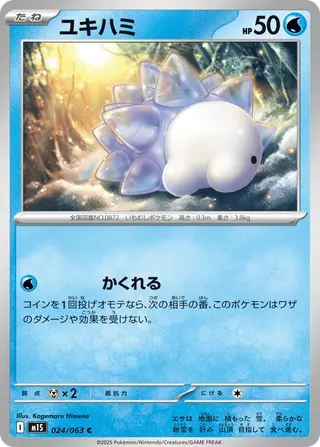 たね ユキハミ HP50
全国図鑑NO.0872 いもむしポケモン 高さ:0.3m 重さ:3.8kg
かくれる
コインを1回投げオモテなら、次の相手の番、このポケモンはワザ
のダメージや効果を受けない。
弱点 ×2 抵抗力 にげる
Illus. Kagemaru Himeno
I m1S 024/063 C
エサは 地面に 積もる 雪。
新雪を 好み 山頂を
目指して 食べ進む。
©2025 Pokémon/Nintendo/Creatures/GAME FREAK.